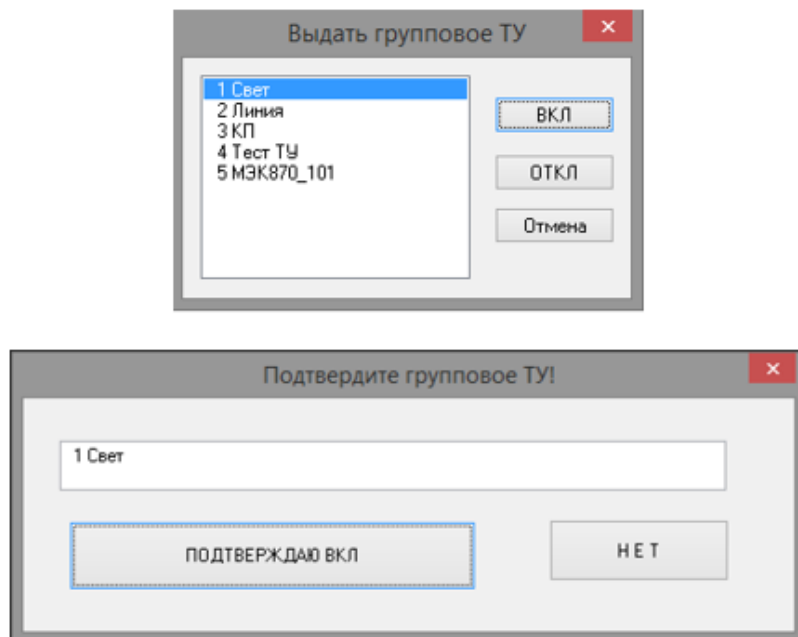 Выдать групповое ТУ
1 Свет
2 Линия
3 КП
4 Тест ТУ
5 МЭК870_101
ВКЛ
ОТКЛ
Отмена
Подтвердите групповое ТУ!
1 Свет
ПОДТВЕРЖДАЮ ВКЛ
Н Е Т